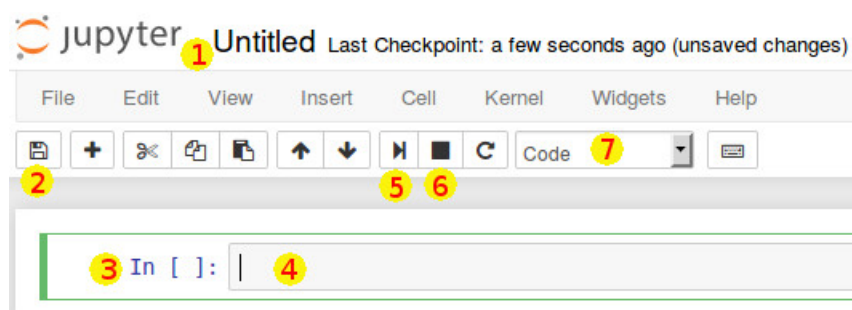 jupyter 1 Untitled Last Checkpoint: a few seconds ago (unsaved changes)
File Edit View Insert Cell Kernel Widgets Help
Code 7
2 5 6
3 In [ ]: 4